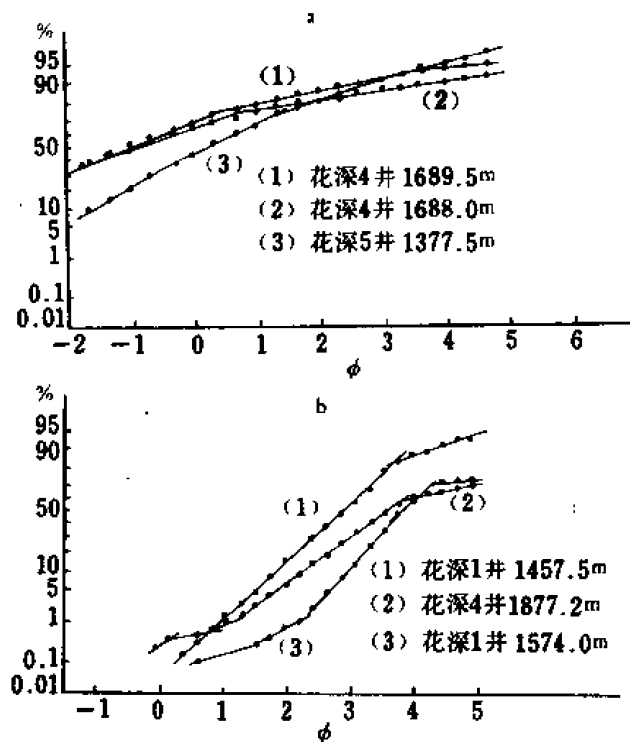 a
%
95
90
50
10
5
1
0.1
0.01
(1)
(2)
(3)
(1) 花深4井 1689.5m
(2) 花深4井 1688.0m
(3) 花深5井 1377.5m
-2 -1 0 1 2 3 4 5 6
ϕ
b
%
95
90
50
10
5
1
0.1
0.01
(1)
(2)
(3)
(1) 花深1井 1457.5m
(2) 花深4井 1877.2m
(3) 花深1井 1574.0m
-1 0 1 2 3 4 5
ϕ